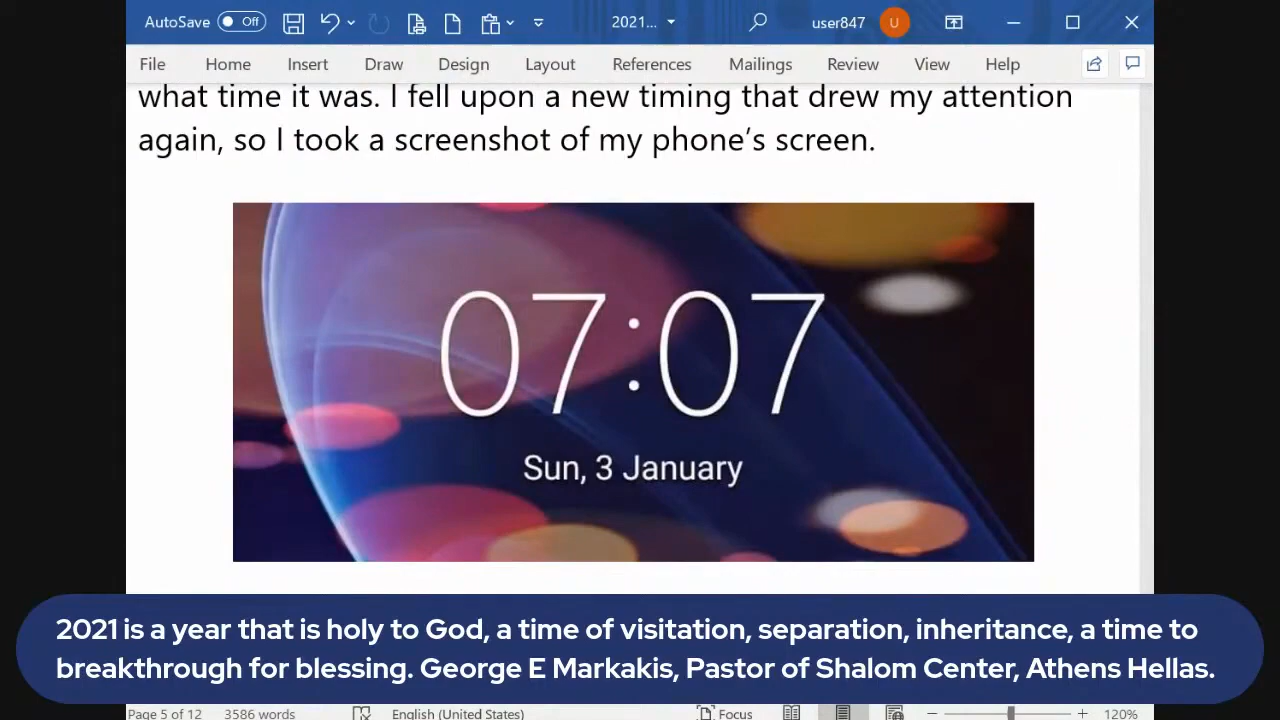 AutoSave Off 2021... user847 U
File Home Insert Draw Design Layout References Mailings Review View Help
what time it was. I fell upon a new timing that drew my attention
again, so I took a screenshot of my phone’s screen.
07:07
Sun, 3 January
2021 is a year that is holy to God, a time of visitation, separation, inheritance, a time to
breakthrough for blessing. George E Markakis, Pastor of Shalom Center, Athens Hellas.
Page 5 of 12 3586 words English (United States) Focus 120%